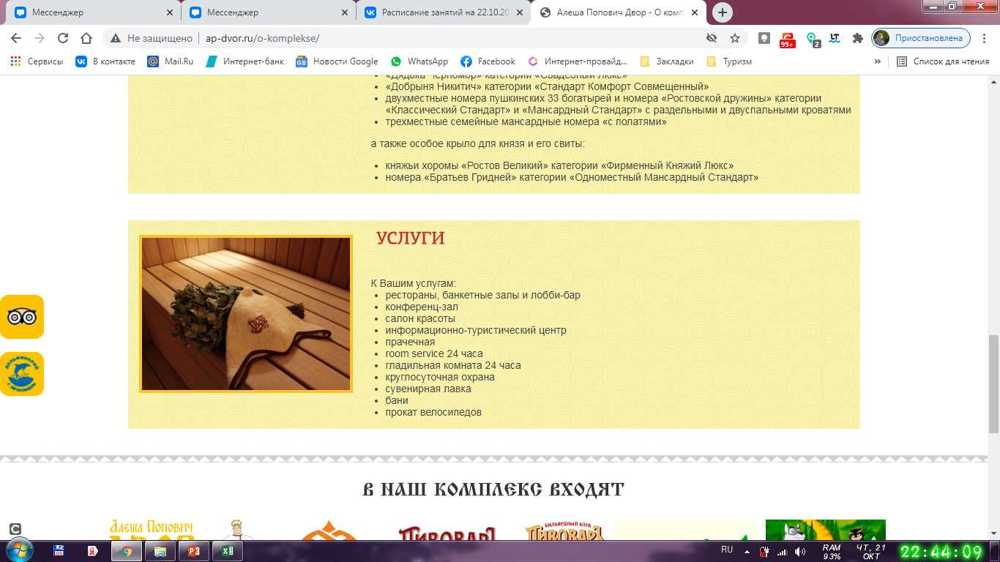 Мессенджер
Мессенджер
Расписание занятий на 22.10.20
Алеша Попович Двор - О комп
Не защищено
ap-dvor.ru/o-komplekse/
99+
2
LT
Приостановлена
Сервисы
В контакте
Mail.Ru
Интернет-банк
Новости Google
WhatsApp
Facebook
Интернет-провайд...
Закладки
Туризм
»
Список для чтения
«Дядька Черномор» категории «Свадебный Люкс»
«Добрыня Никитич» категории «Стандарт Комфорт Совмещенный»
двухместные номера пушкинских 33 богатырей и номера «Ростовской дружины» категории
«Классический Стандарт» и «Мансардный Стандарт» с раздельными и двуспальными кроватями
трехместные семейные мансардные номера «с полатями»
а также особое крыло для князя и его свиты:
княжьи хоромы «Ростов Великий» категории «Фирменный Княжий Люкс»
номера «Братьев Гридней» категории «Одноместный Мансардный Стандарт»
УСЛУГИ
К Вашим услугам:
рестораны, банкетные залы и лобби-бар
конференц-зал
салон красоты
информационно-туристический центр
прачечная
room service 24 часа
гладильная комната 24 часа
круглосуточная охрана
сувенирная лавка
бани
прокат велосипедов
ДЕЛЬФИНАРИЙ
г. ЯРОСЛАВЛЬ
В НАШ КОМПЛЕКС ВХОДЯТ
Алеша Попович
ДВОР
ПИВОВАРЪ
БИЛЬЯРДНЫЙ КЛУБ
ПИВОВАРЪ
RU
RAM
93%
ЧТ, 21
ОКТ
22:44:09